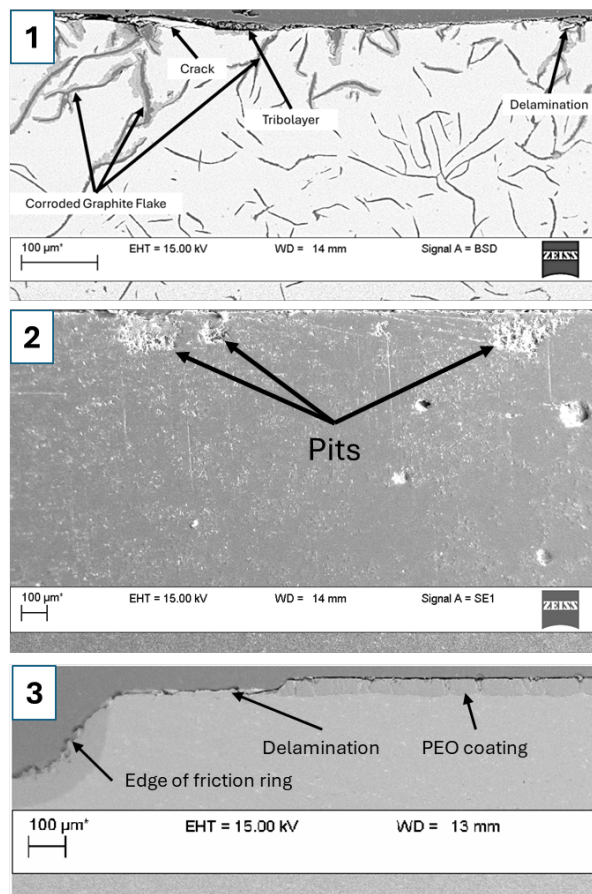 1
Crack
Tribolayer
Delamination
Corroded Graphite Flake
100 µm* EHT = 15.00 kV WD = 14 mm Signal A = BSD ZEISS
2
Pits
100 µm* EHT = 15.00 kV WD = 14 mm Signal A = SE1 ZEISS
3
Delamination PEO coating
Edge of friction ring
100 µm* EHT = 15.00 kV WD = 13 mm